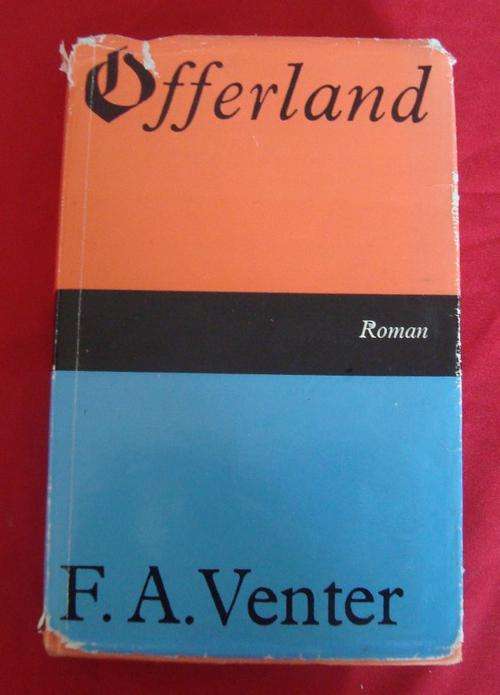 Offerland
Roman
F. A. Venter